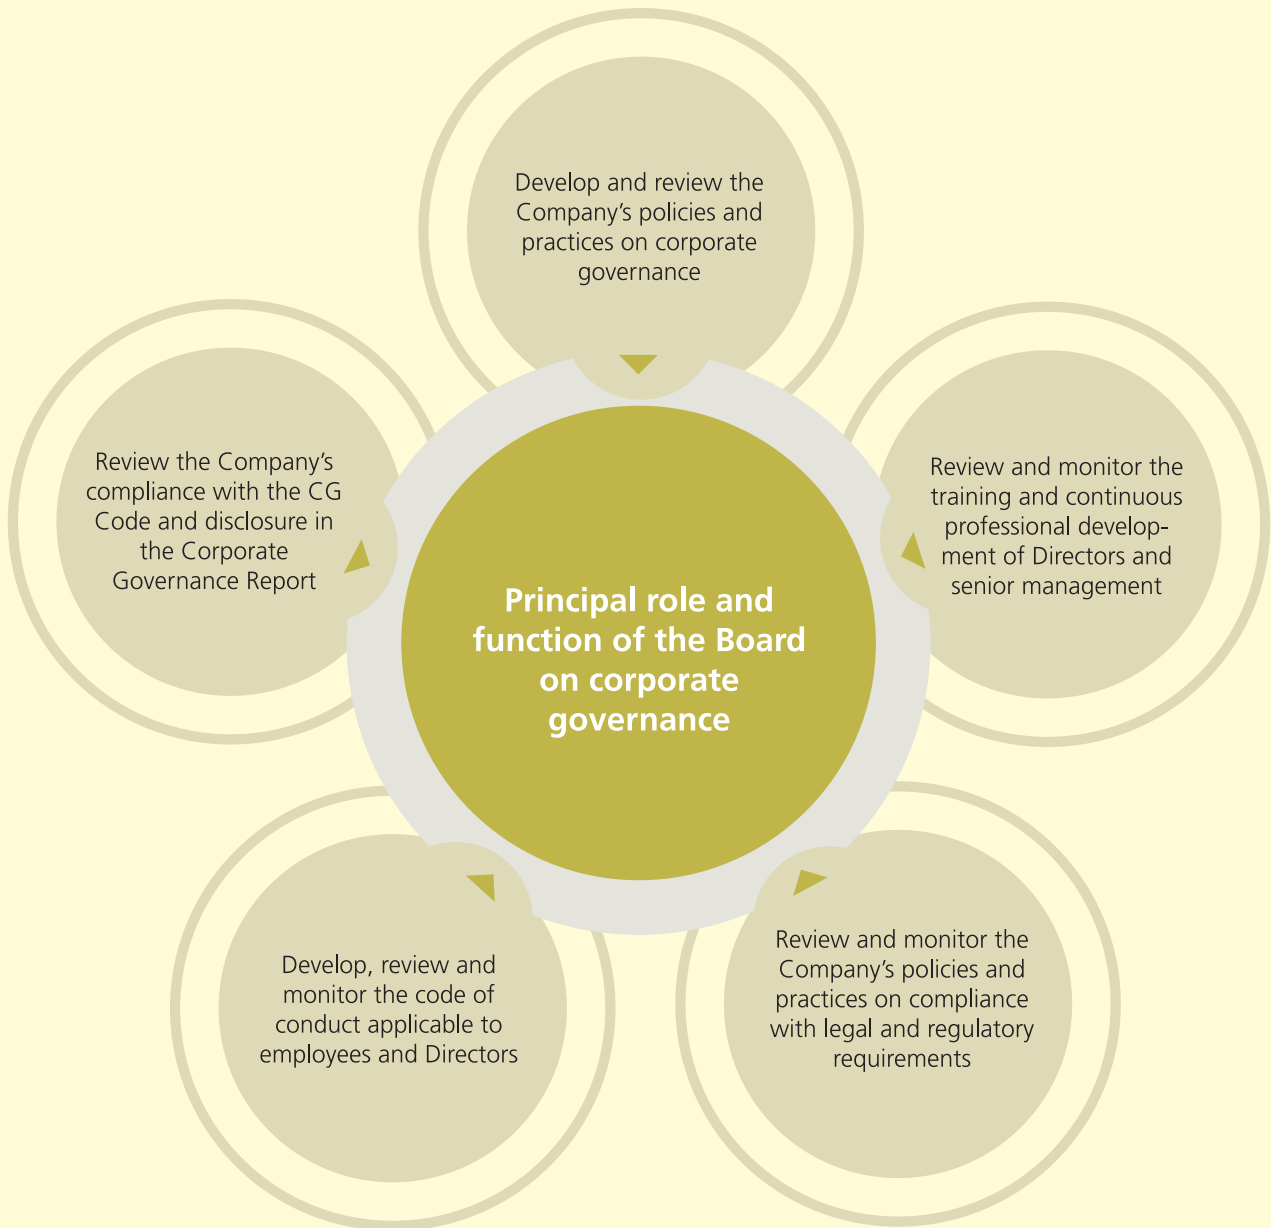 Develop and review the
Company’s policies and
practices on corporate
governance
Review the Company’s
compliance with the CG
Code and disclosure in
the Corporate
Governance Report
Review and monitor the
training and continuous
professional develop-
ment of Directors and
senior management
Principal role and
function of the Board
on corporate
governance
Develop, review and
monitor the code of
conduct applicable to
employees and Directors
Review and monitor the
Company’s policies and
practices on compliance
with legal and regulatory
requirements